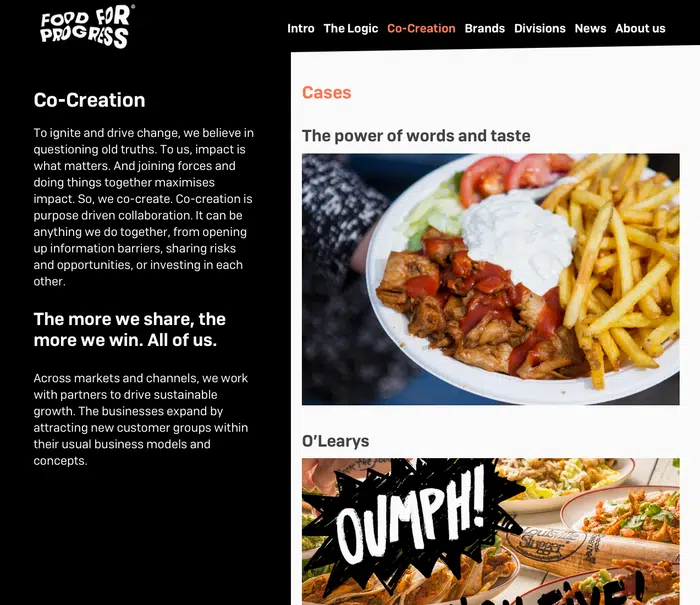 FOOD FOR
PROGRESS®
Intro The Logic Co-Creation Brands Divisions News About us
Co-Creation
To ignite and drive change, we believe in
questioning old truths. To us, impact is
what matters. And joining forces and
doing things together maximises
impact. So, we co-create. Co-creation is
purpose driven collaboration. It can be
anything we do together, from opening
up information barriers, sharing risks
and opportunities, or investing in each
other.
The more we share, the
more we win. All of us.
Across markets and channels, we work
with partners to drive sustainable
growth. The businesses expand by
attracting new customer groups within
their usual business models and
concepts.
Cases
The power of words and taste
O’Learys
OUMPH!